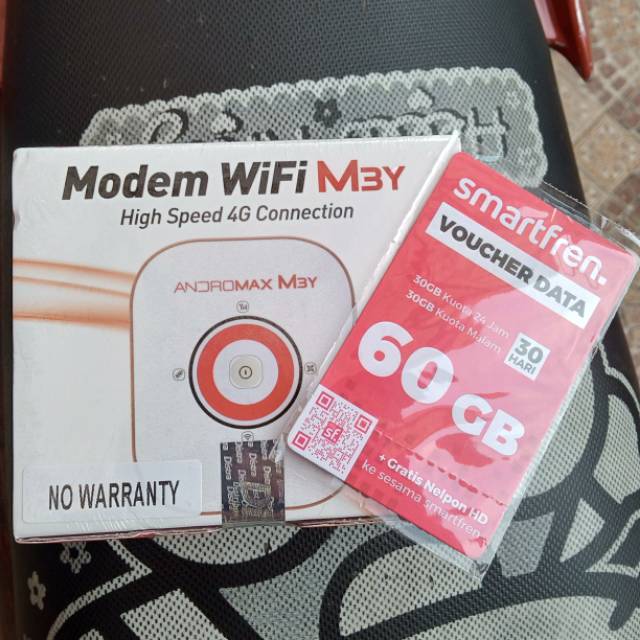 Modem WiFi M3Y
High Speed 4G Connection
ANDROMAX M3Y
NO WARRANTY
smartfren.
VOUCHER DATA
30GB Kuota 24 Jam
30GB Kuota Malam
30
HARI
60 GB
SF
+ Gratis Nelpon HD
ke sesama smartfren